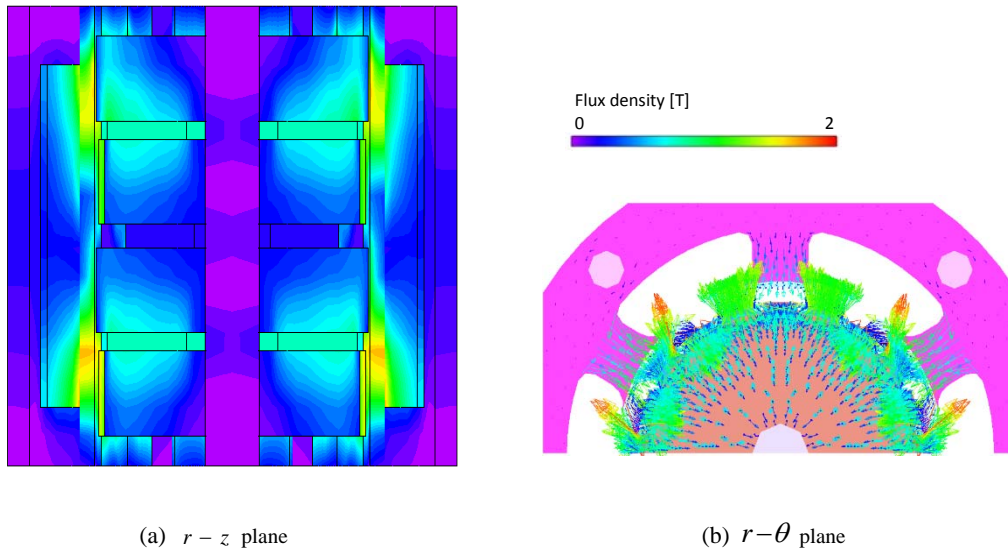 Flux density [T]
0 2
(a) r – z plane
(b) r–θ plane